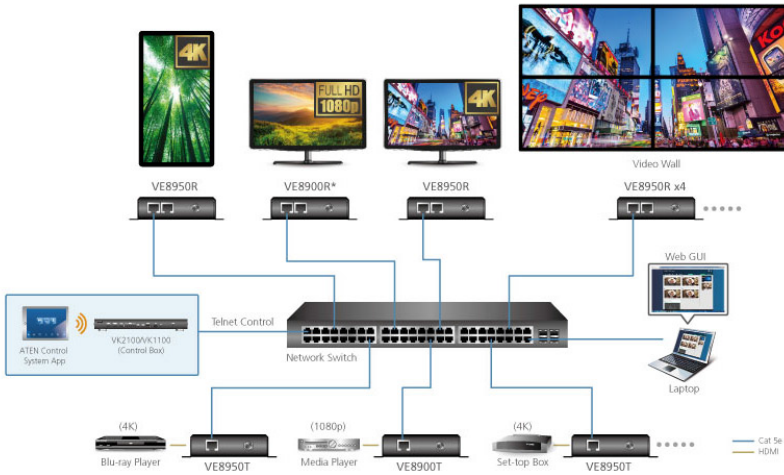 4K
FULL HD
1080p
4K
Video Wall
VE8950R
VE8900R*
VE8950R
VE8950R x4
Web GUI
Telnet Control
ATEN Control
System App
VK2100/VK1100
(Control Box)
Network Switch
Laptop
(4K)
(1080p)
(4K)
Blu-ray Player
VE8950T
Media Player
VE8900T
Set-top Box
VE8950T
Cat 5e
HDMI